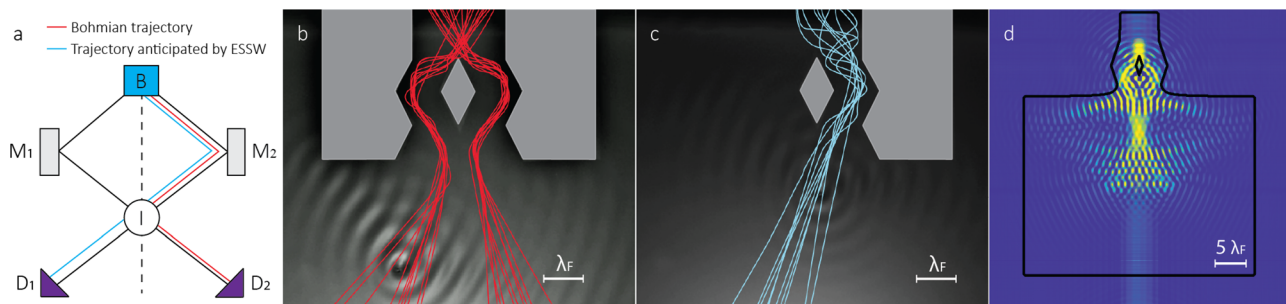 a
Bohmian trajectory
Trajectory anticipated by ESSW
B
M1
M2
I
D1
D2
b
λF
c
λF
d
5 λF